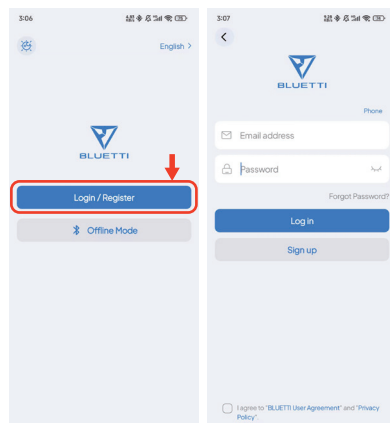 3:06
English >
BLUETTI
Login / Register
Offline Mode
3:07
BLUETTI
Phone
Email address
Password
Forgot Password?
Log in
Sign up
I agree to "BLUETTI User Agreement" and "Privacy
Policy".